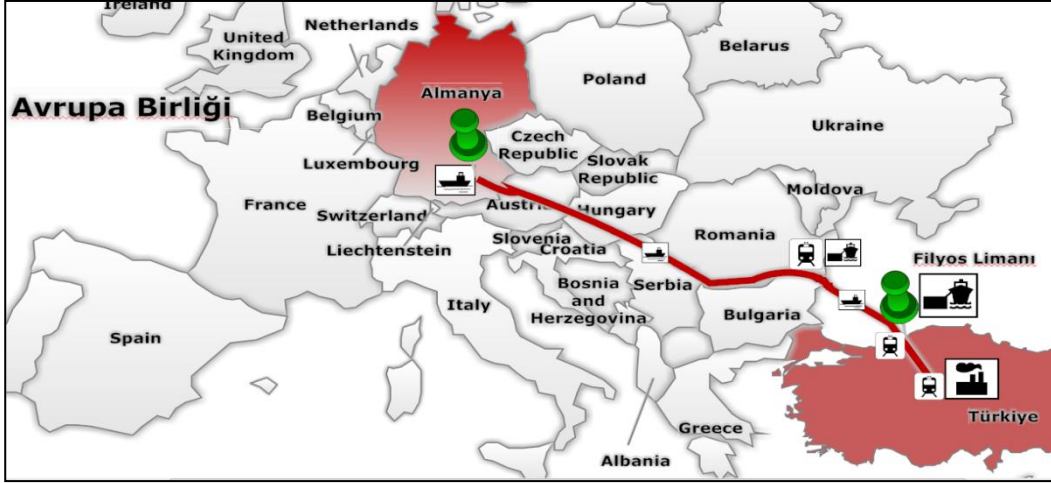 Ireland
United
Kingdom
Netherlands
Belarus
Poland
Almanya
Avrupa Birliği
Belgium
Ukraine
Czech
Republic
Luxembourg
Slovak
Republic
Moldova
France
Switzerland
Austria
Hungary
Liechtenstein
Slovenia
Croatia
Romania
Filyos Limanı
Bosnia
and
Herzegovina
Serbia
Italy
Bulgaria
Spain
Türkiye
Greece
Albania